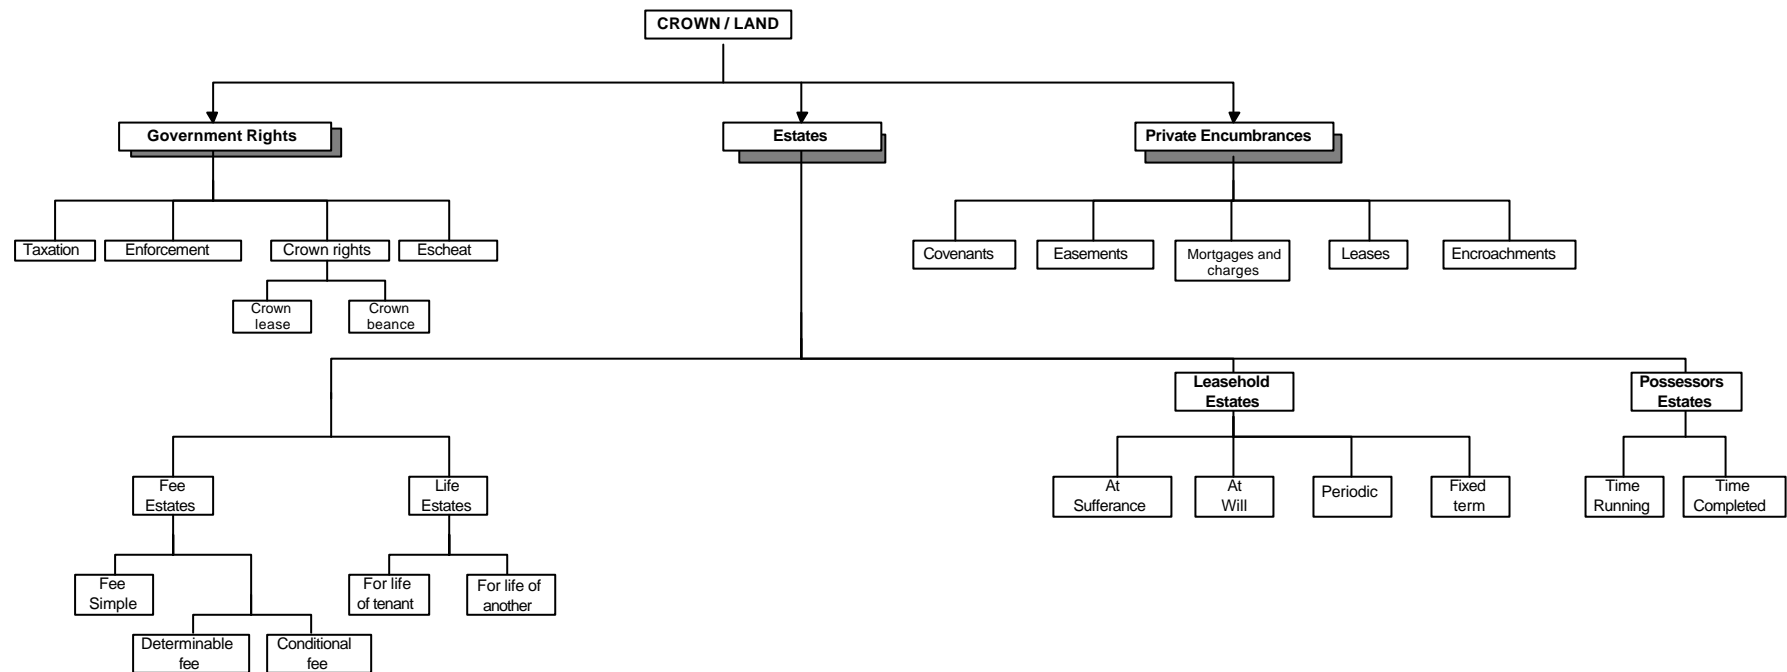 CROWN / LAND
Government Rights
Estates
Private Encumbrances
Taxation
Enforcement
Crown rights
Escheat
Covenants
Easements
Mortgages and
charges
Leases
Encroachments
Crown
lease
Crown
beance
Leasehold
Estates
Possessors
Estates
Fee
Estates
Life
Estates
At
Sufferance
At
Will
Periodic
Fixed
term
Time
Running
Time
Completed
Fee
Simple
For life
of tenant
For life of
another
Determinable
fee
Conditional
fee